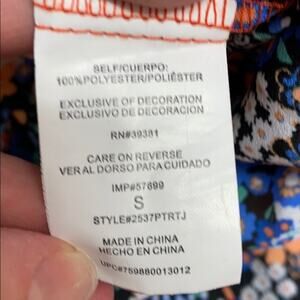 SELF/CUERPO:
100%POLYESTER/POLIÉSTER
EXCLUSIVE OF DECORATION
EXCLUSIVO DE DECORACION
RN#39381
CARE ON REVERSE
VER AL DORSO PARA CUIDADO
IMP#57699
S
STYLE#2537PTRTJ
MADE IN CHINA
HECHO EN CHINA
UPC#759880013012